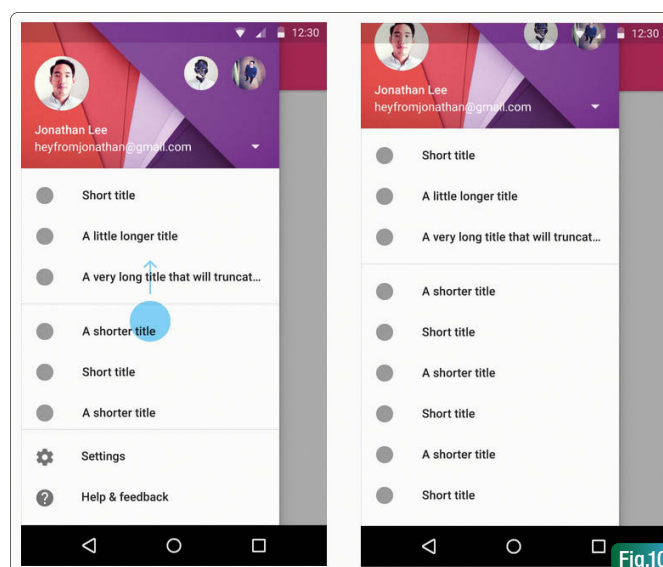 12:30
Jonathan Lee
heyfromjonathan@gmail.com
Short title
A little longer title
A very long title that will truncat...
A shorter title
Short title
A shorter title
Settings
Help & feedback
12:30
Jonathan Lee
heyfromjonathan@gmail.com
Short title
A little longer title
A very long title that will truncat...
A shorter title
Short title
A shorter title
Short title
A shorter title
Short title
Fig.10